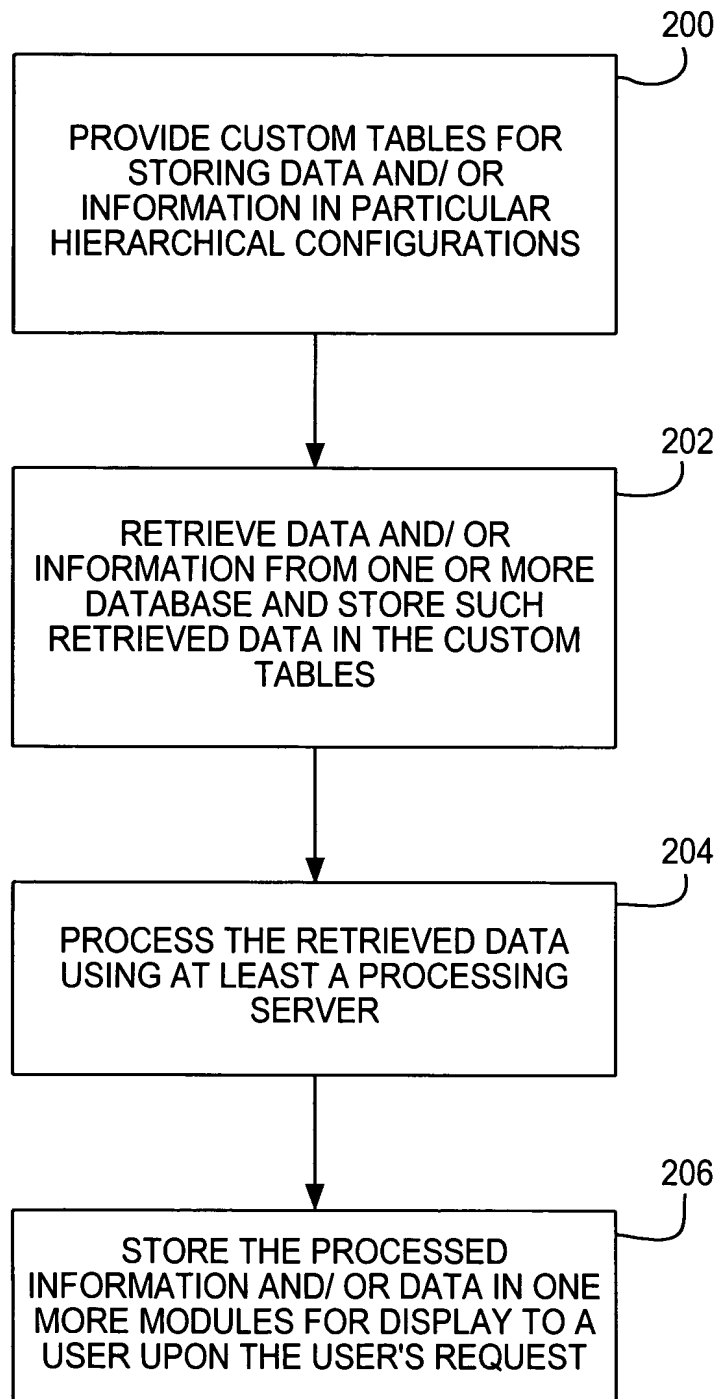 200
PROVIDE CUSTOM TABLES FOR
STORING DATA AND/ OR
INFORMATION IN PARTICULAR
HIERARCHICAL CONFIGURATIONS
202
RETRIEVE DATA AND/ OR
INFORMATION FROM ONE OR MORE
DATABASE AND STORE SUCH
RETRIEVED DATA IN THE CUSTOM
TABLES
204
PROCESS THE RETRIEVED DATA
USING AT LEAST A PROCESSING
SERVER
206
STORE THE PROCESSED
INFORMATION AND/ OR DATA IN ONE
MORE MODULES FOR DISPLAY TO A
USER UPON THE USER'S REQUEST